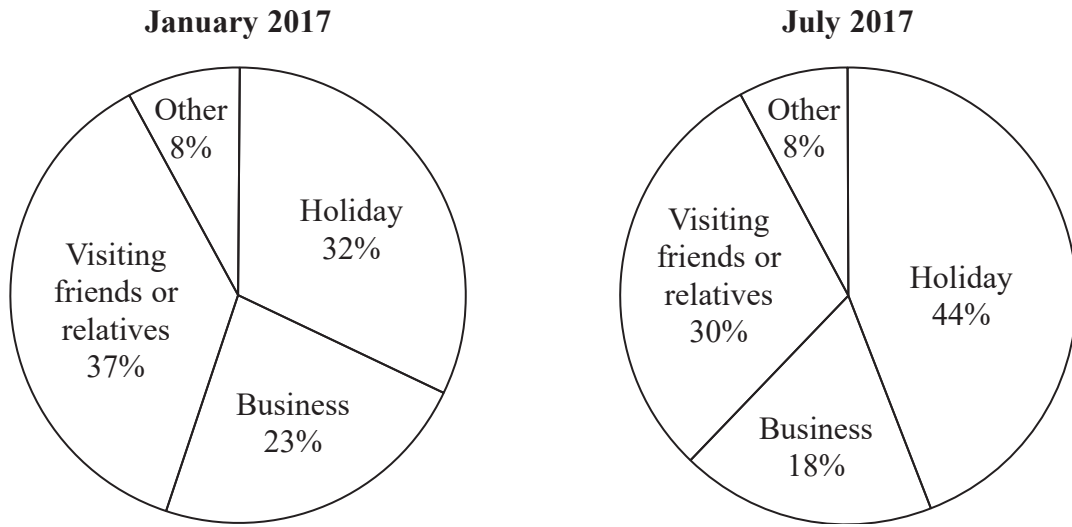 January 2017
Other
8%
Holiday
32%
Visiting
friends or
relatives
37%
Business
23%
July 2017
Other
8%
Visiting
friends or
relatives
30%
Holiday
44%
Business
18%